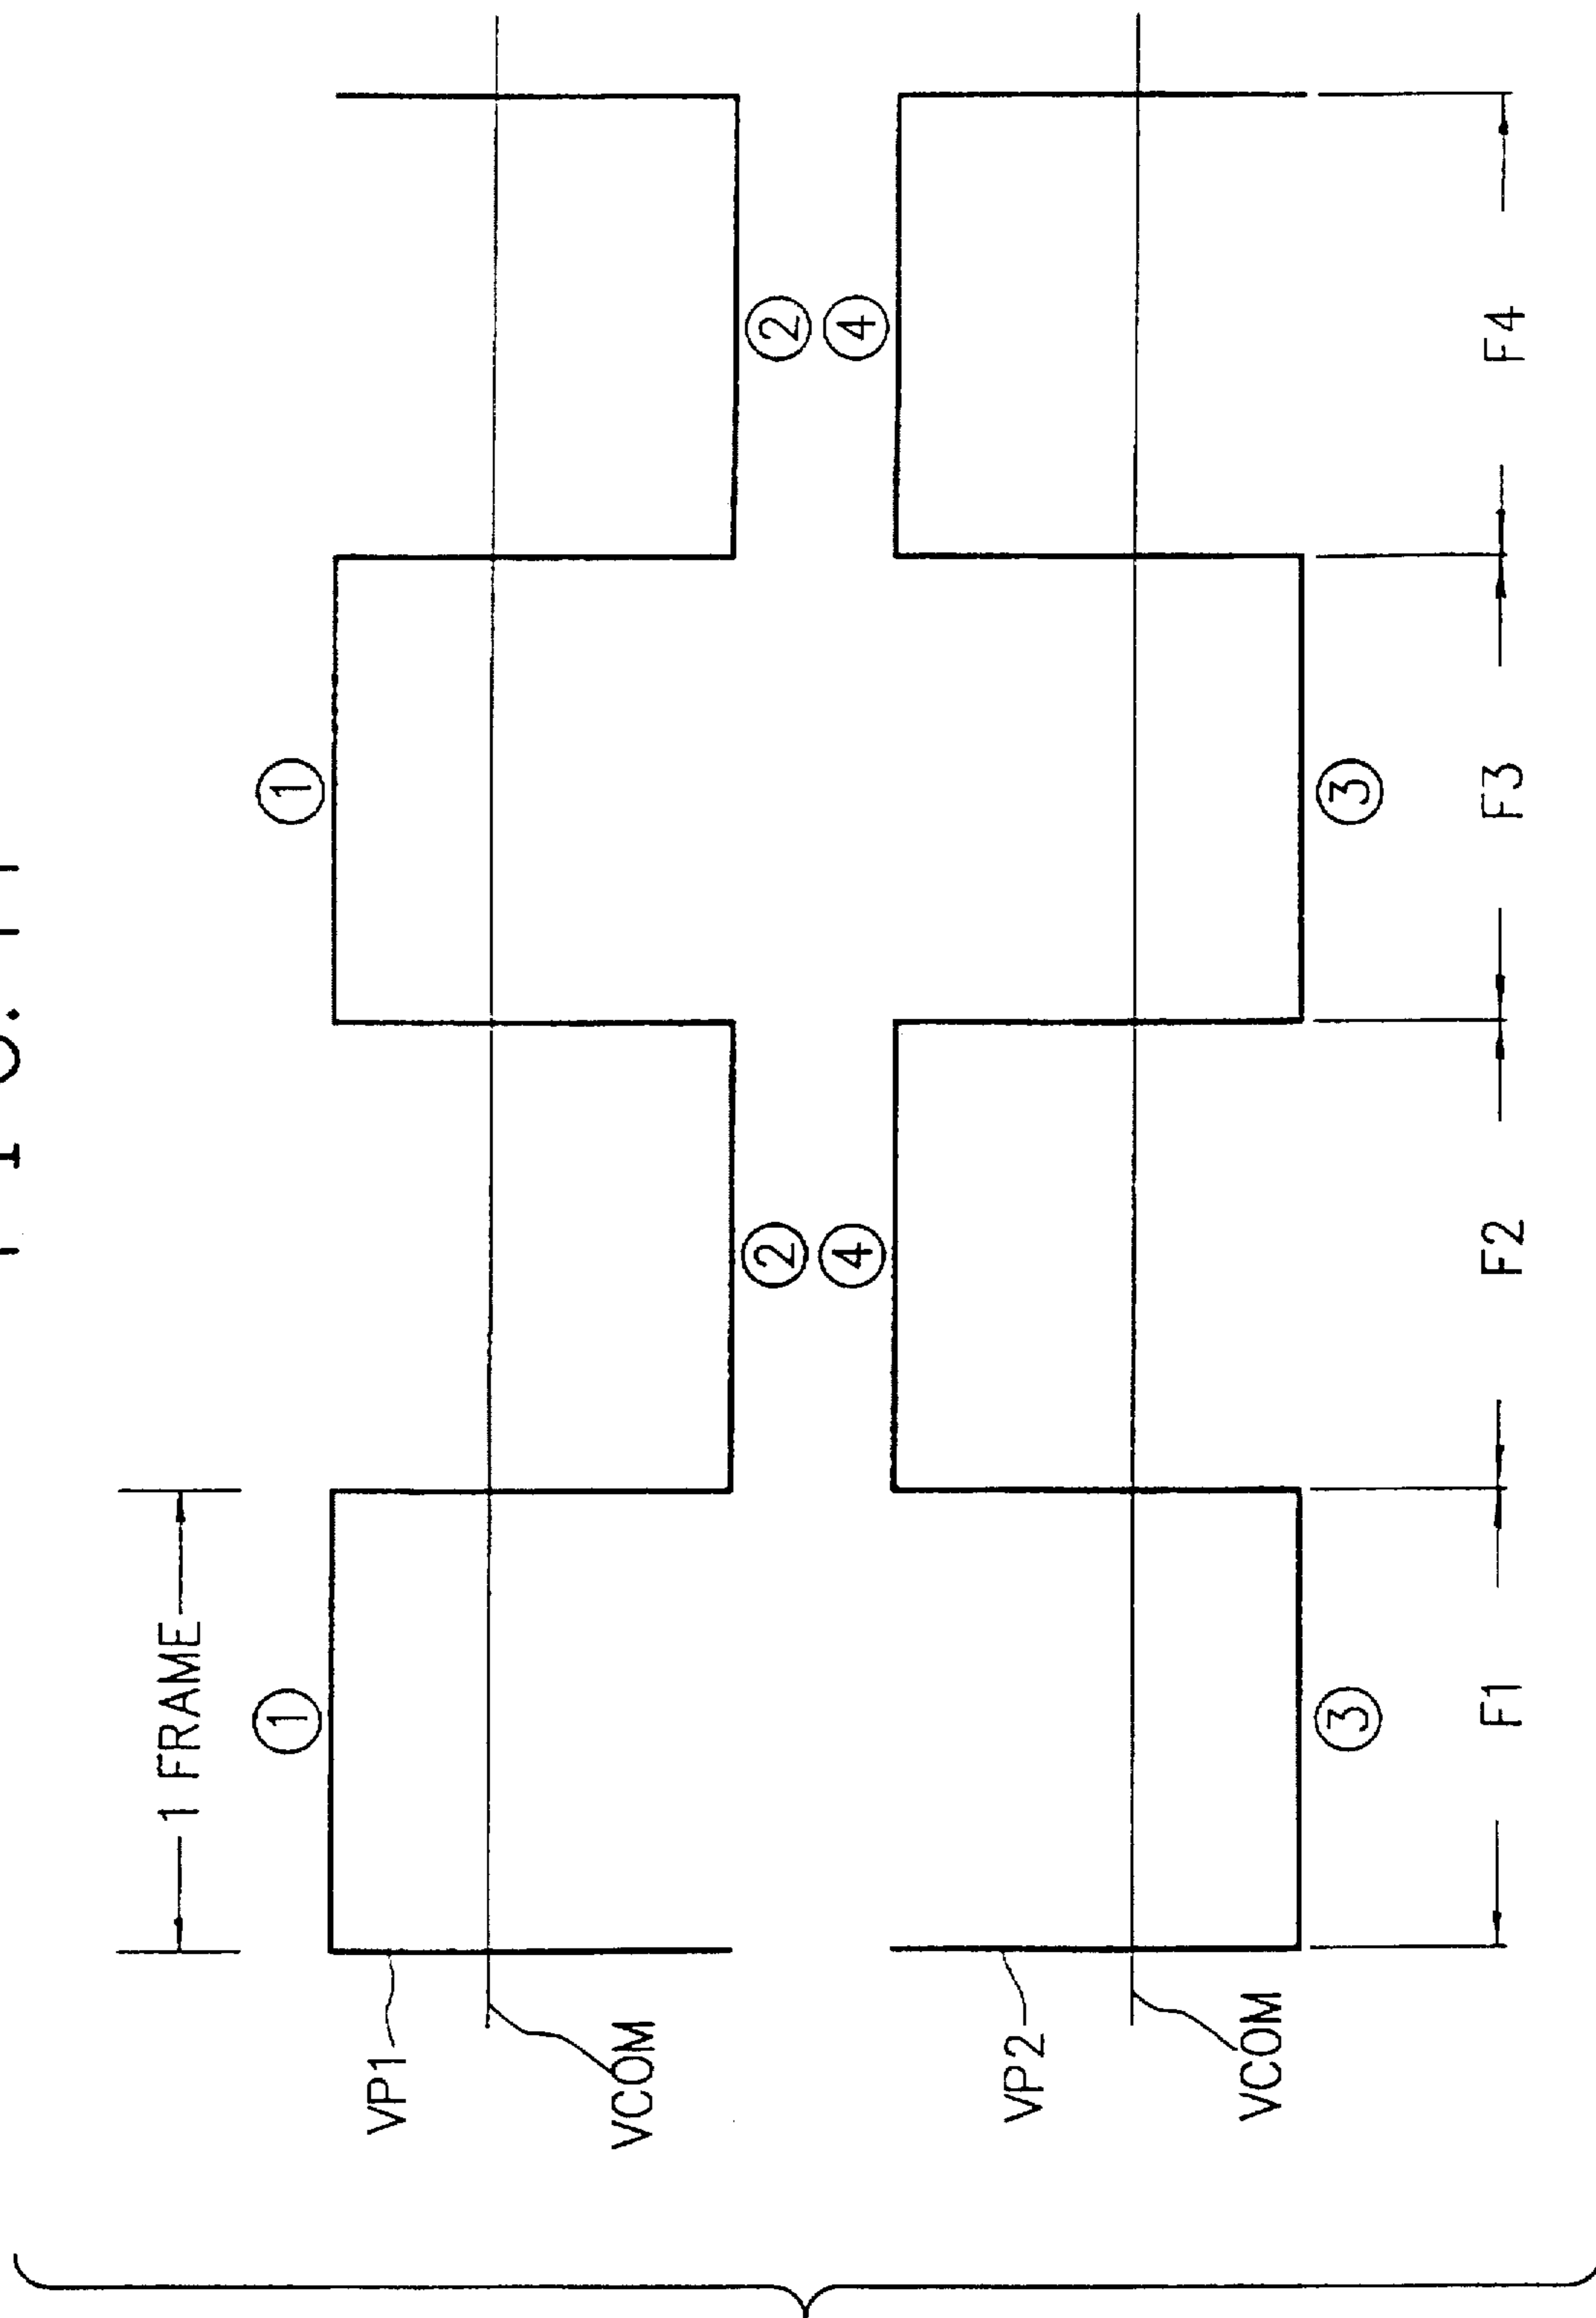 1 FRAME
① ①
VP1
VCOM
② ②
④ ④
VP2
VCOM
③ ③
F1 F2 F3 F4